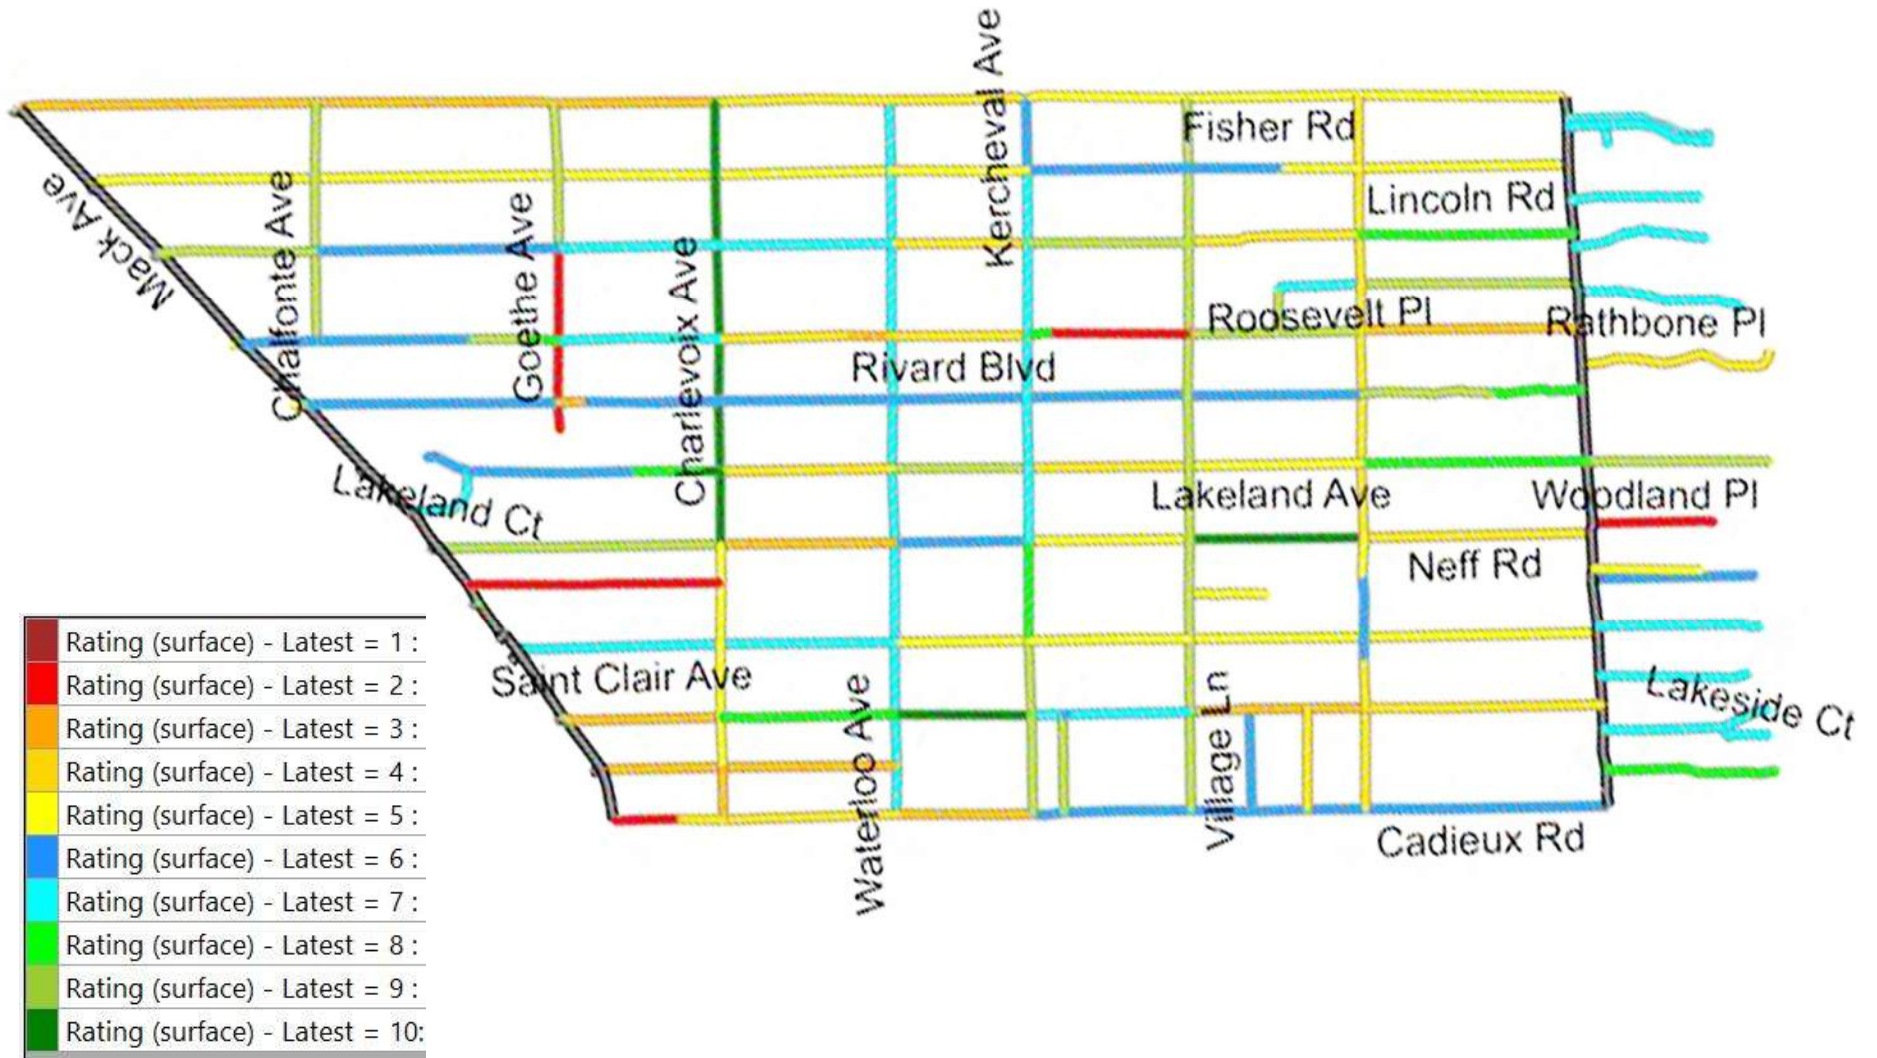 Kercheval Ave
Fisher Rd
Mack Ave
Chalfonte Ave
Goethe Ave
Charlevoix Ave
Lincoln Rd
Roosevelt Pl
Rathbone Pl
Rivard Blvd
Lakeland Ct
Lakeland Ave
Woodland Pl
Neff Rd
Saint Clair Ave
Waterloo Ave
Village Ln
Lakeside Ct
Cadieux Rd
Rating (surface) - Latest = 1 :
Rating (surface) - Latest = 2 :
Rating (surface) - Latest = 3 :
Rating (surface) - Latest = 4 :
Rating (surface) - Latest = 5 :
Rating (surface) - Latest = 6 :
Rating (surface) - Latest = 7 :
Rating (surface) - Latest = 8 :
Rating (surface) - Latest = 9 :
Rating (surface) - Latest = 10: